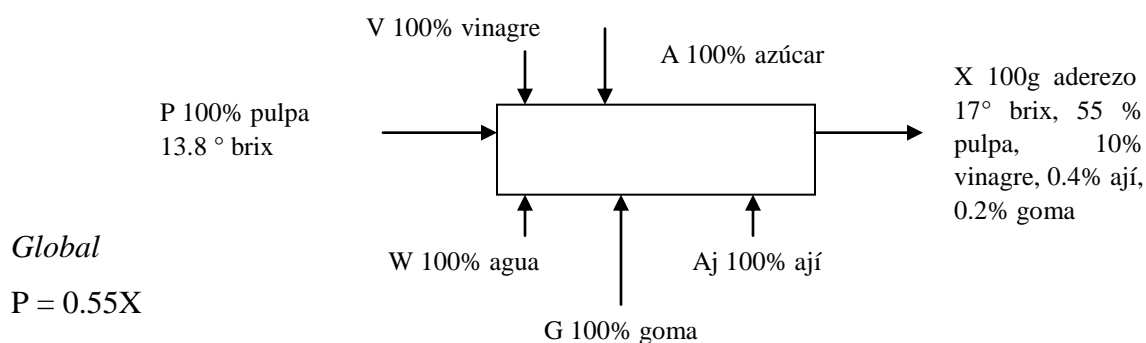 V 100% vinagre
A 100% azúcar
P 100% pulpa
13.8 ° brix
X 100g aderezo
17° brix, 55 %
pulpa, 10%
vinagre, 0.4% ají,
0.2% goma
Global
W 100% agua
Aj 100% ají
P = 0.55X
G 100% goma